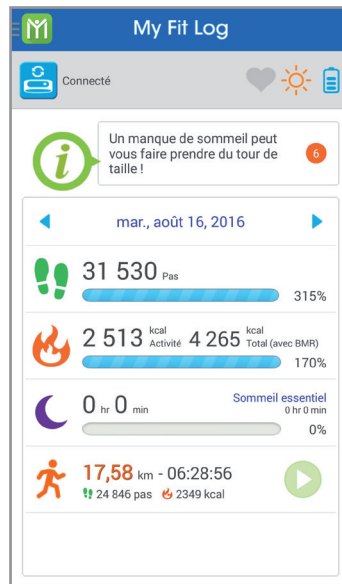 My Fit Log
Connecté
Un manque de sommeil peut
vous faire prendre du tour de
taille !
6
mar., août 16, 2016
31 530 Pas
315%
2 513 kcal Activité 4 265 kcal Total (avec BMR)
170%
0 hr 0 min
Sommeil essentiel
0 hr 0 min
0%
17,58 km - 06:28:56
24 846 pas 2349 kcal